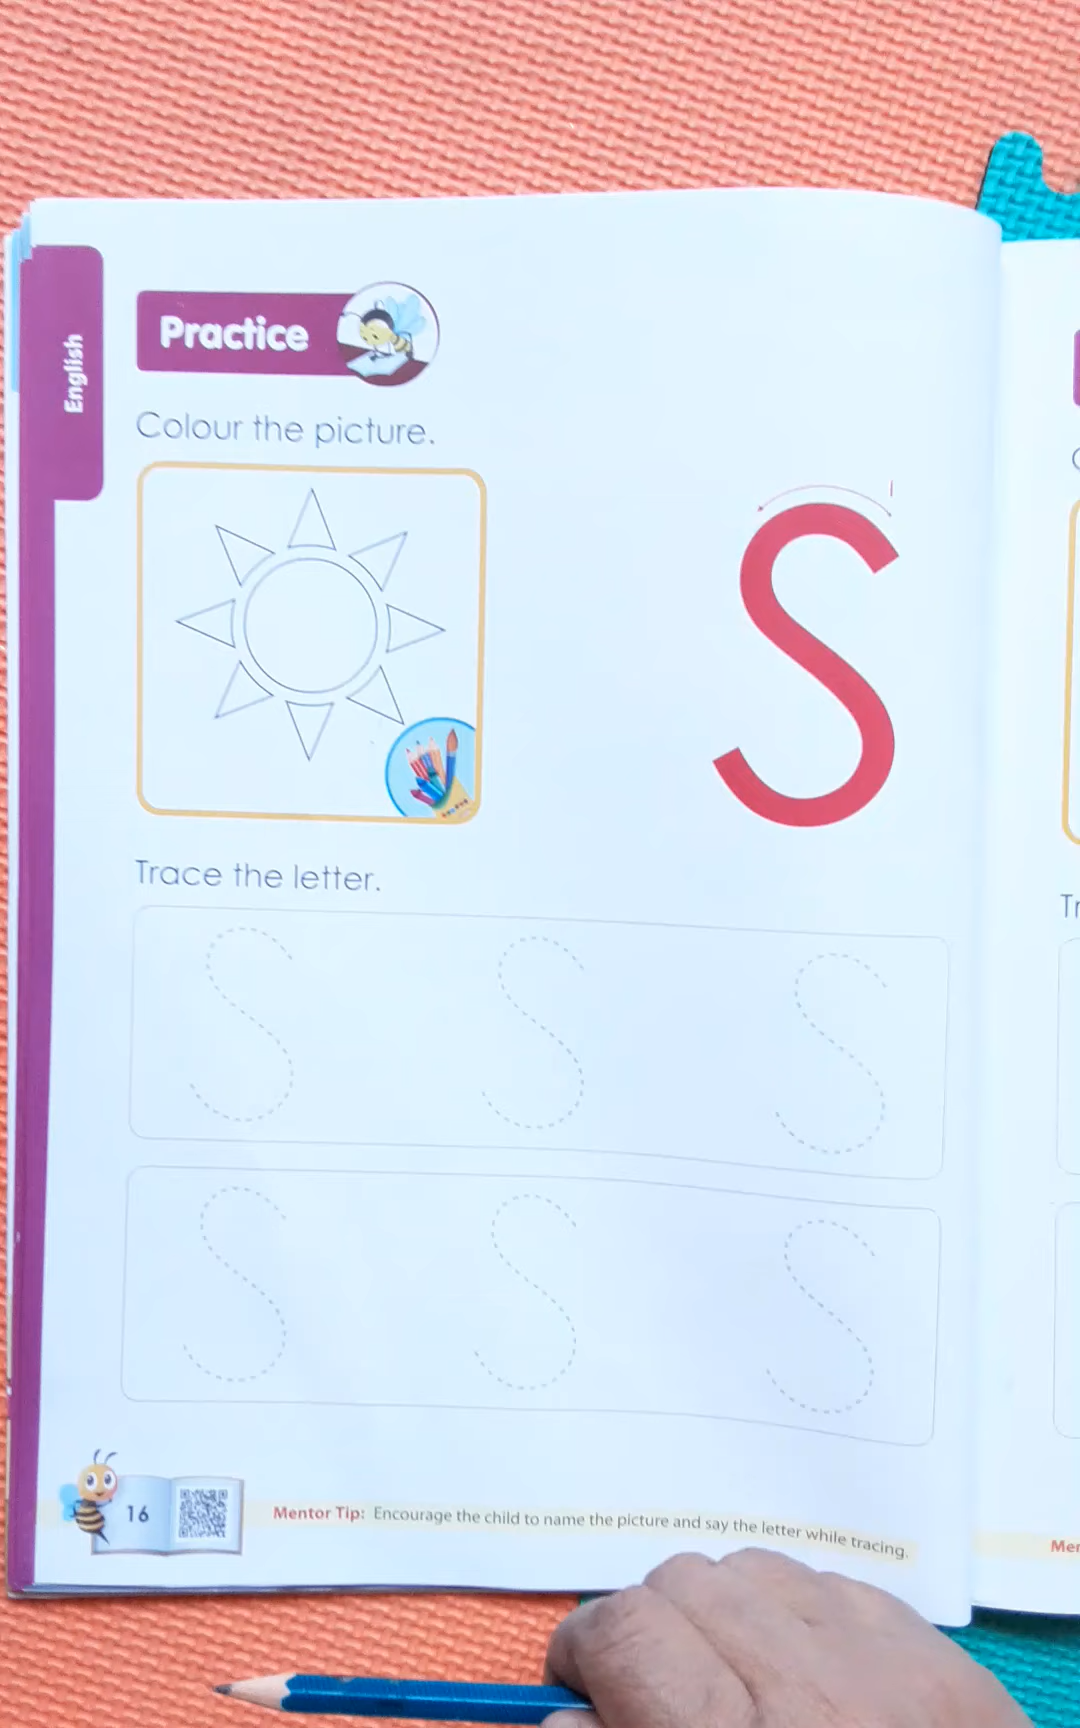 English
Practice
Colour the picture.
S
Trace the letter.
S S S
S S S
16
Mentor Tip: Encourage the child to name the picture and say the letter while tracing.